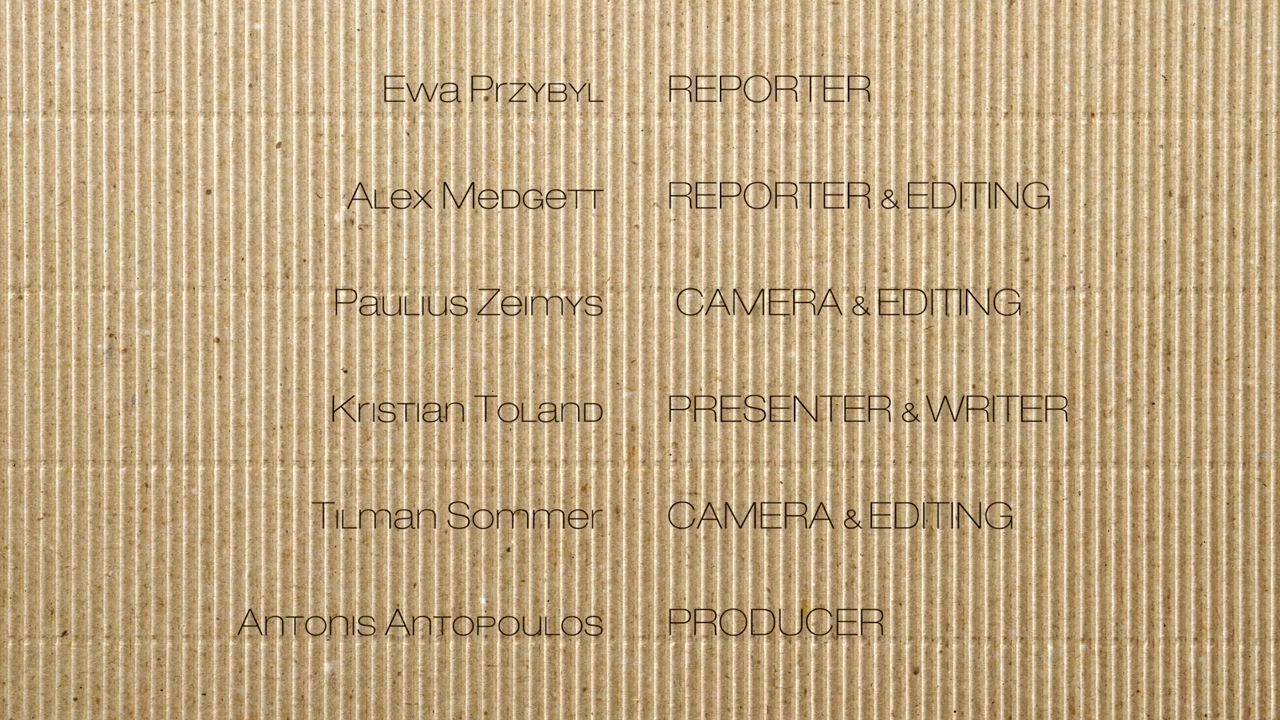 Ewa Przybyl REPORTER
Alex Medgett REPORTER & EDITING
Paulius Zeimys CAMERA & EDITING
Kristian Toland PRESENTER & WRITER
Tilman Sommer CAMERA & EDITING
Antonis Antopoulos PRODUCER